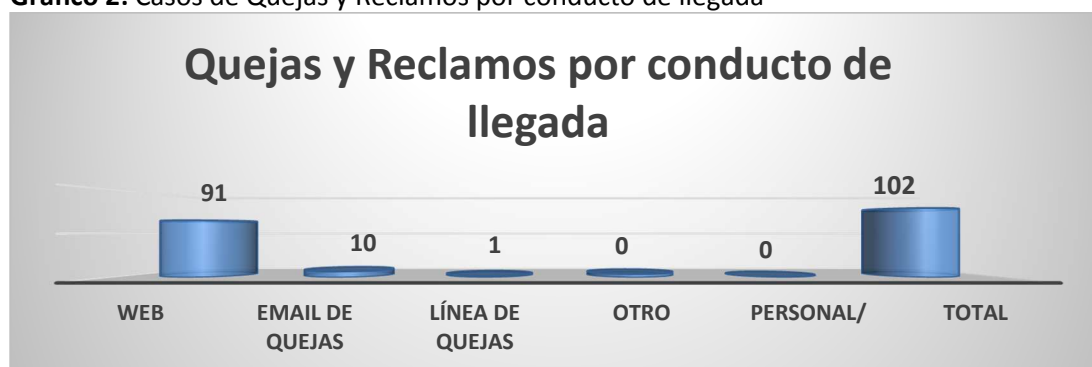 Gráfico 2: Casos de Quejas y Reclamos por conducto de llegada
Quejas y Reclamos por conducto de
llegada
91
10
1
0
0
102
WEB
EMAIL DE
QUEJAS
LÍNEA DE
QUEJAS
OTRO
PERSONAL/
TOTAL